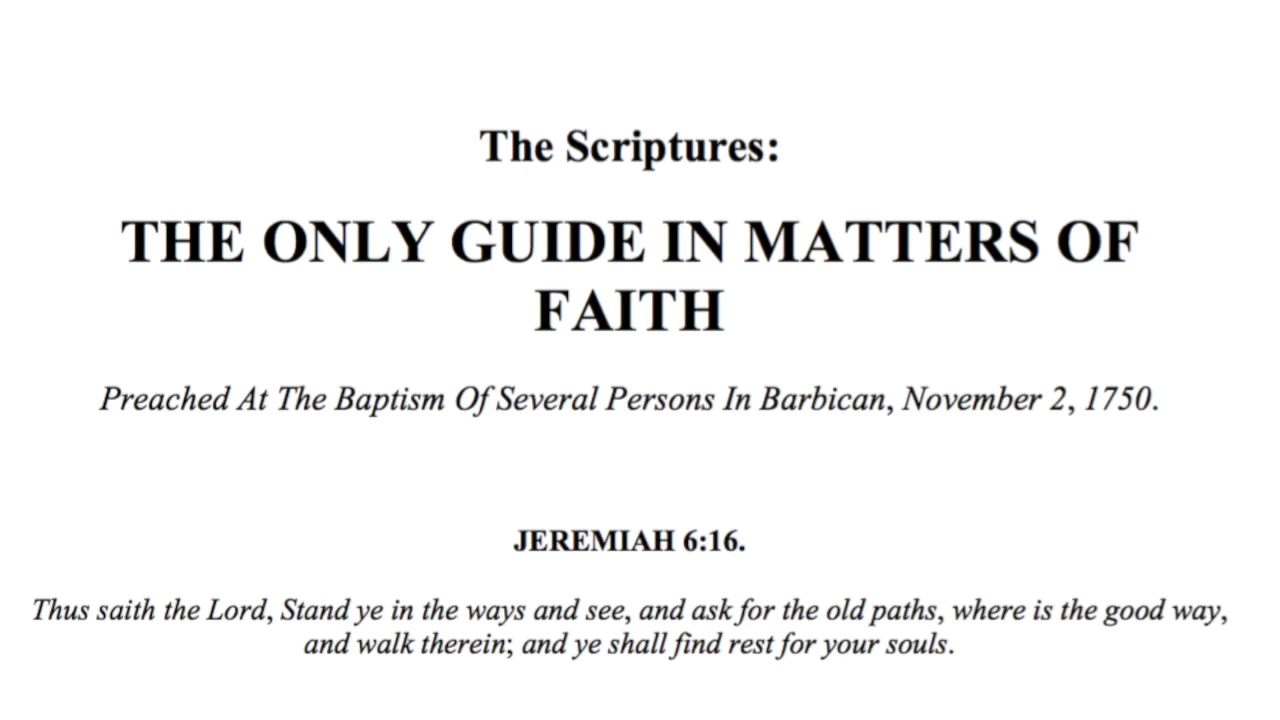 The Scriptures:
THE ONLY GUIDE IN MATTERS OF
FAITH
Preached At The Baptism Of Several Persons In Barbican, November 2, 1750.
JEREMIAH 6:16.
Thus saith the Lord, Stand ye in the ways and see, and ask for the old paths, where is the good way,
and walk therein; and ye shall find rest for your souls.